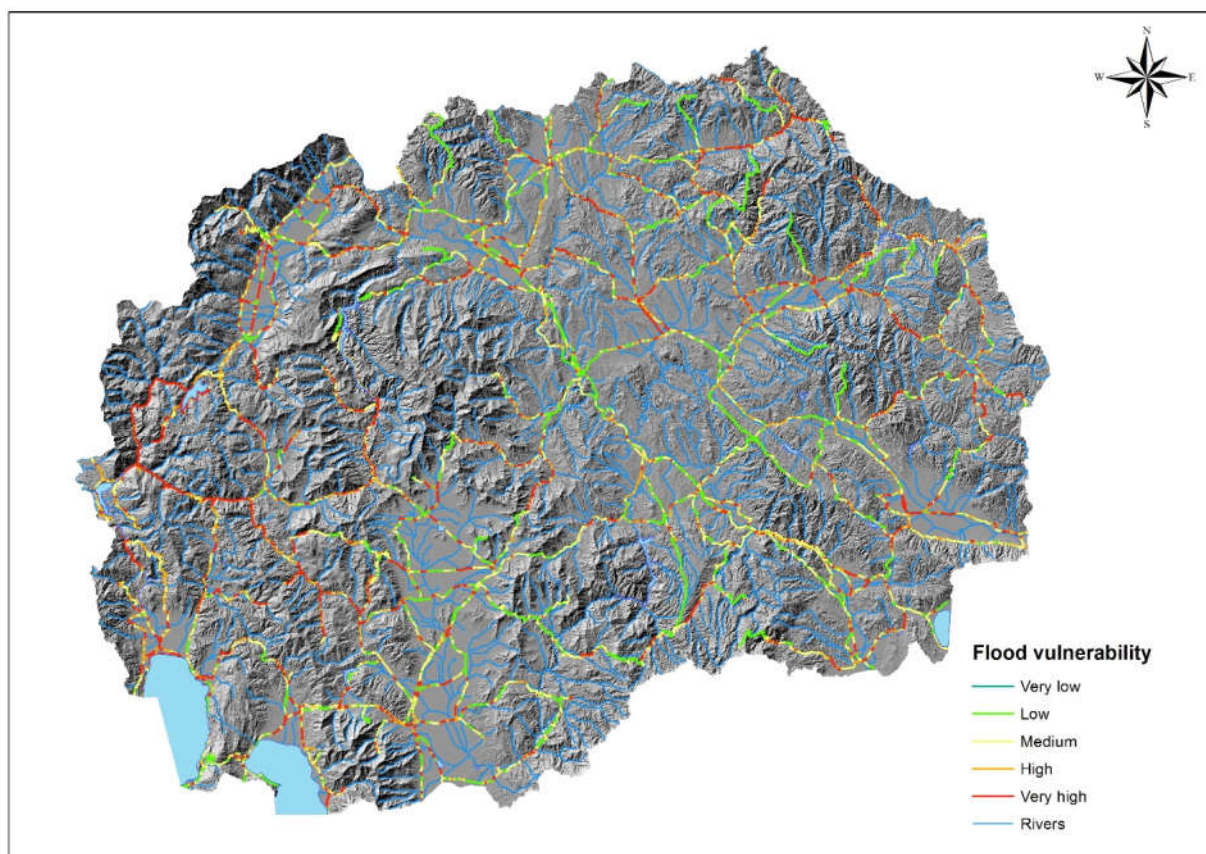 N
W E
S
Flood vulnerability
Very low
Low
Medium
High
Very high
Rivers